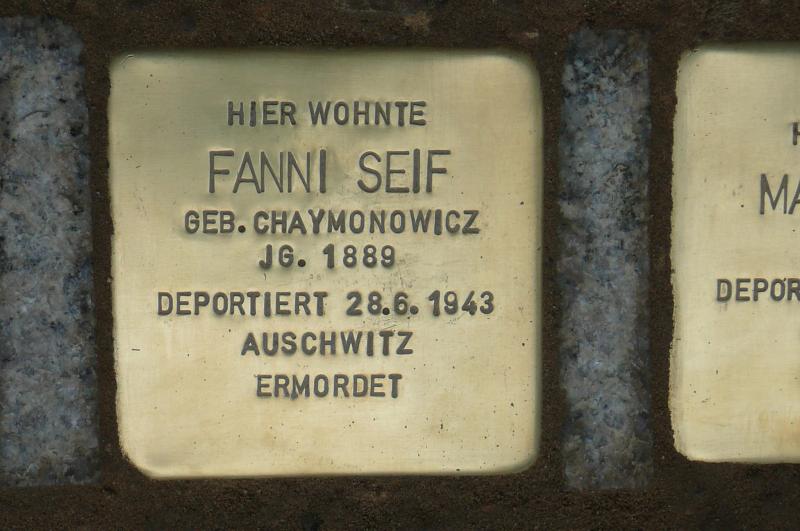 HIER WOHNTE
FANNI SEIF
GEB. CHAYMONOWICZ
JG. 1889
DEPORTIERT 28.6.1943
AUSCHWITZ
ERMORDET